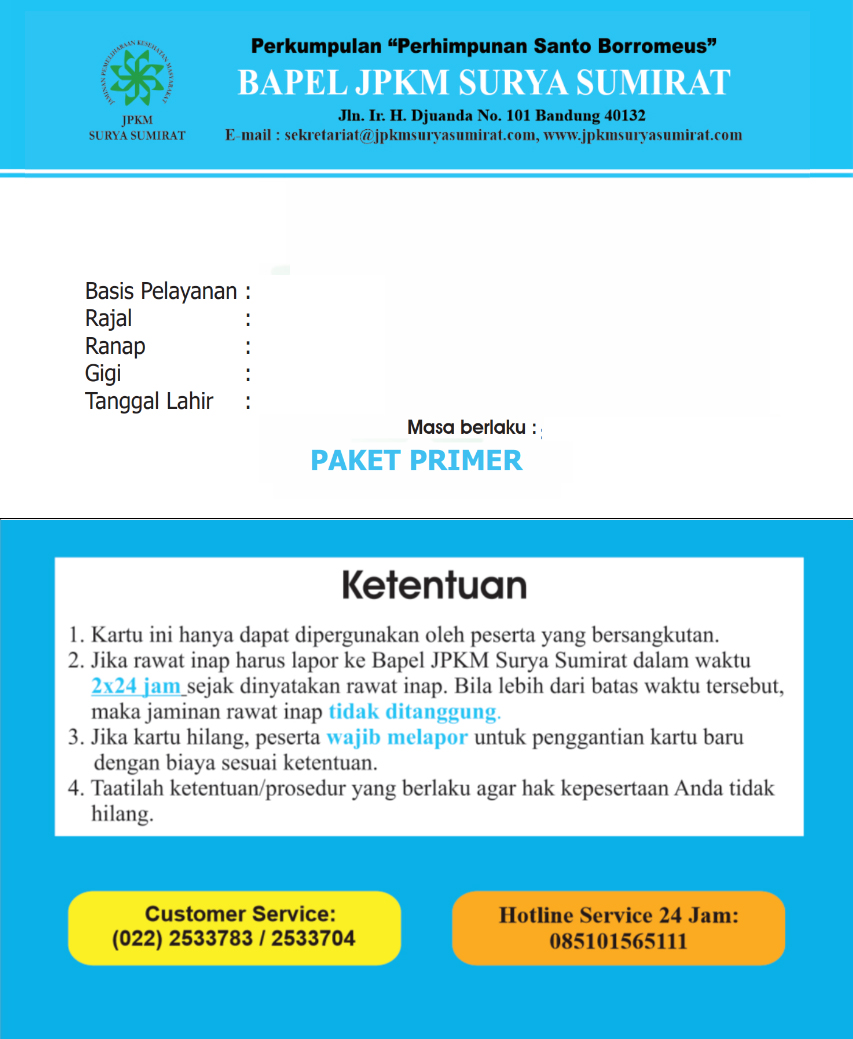 JAMINAN PEMELIHARAAN KESEHATAN MASYARAKAT
JPKM
SURYA SUMIRAT
Perkumpulan “Perhimpunan Santo Borromeus”
BAPEL JPKM SURYA SUMIRAT
Jln. Ir. H. Djuanda No. 101 Bandung 40132
E-mail : sekretariat@jpkmsuryasumirat.com, www.jpkmsuryasumirat.com
Basis Pelayanan :
Rajal :
Ranap :
Gigi :
Tanggal Lahir :
Masa berlaku :
PAKET PRIMER
Ketentuan
1. Kartu ini hanya dapat dipergunakan oleh peserta yang bersangkutan.
2. Jika rawat inap harus lapor ke Bapel JPKM Surya Sumirat dalam waktu
2x24 jam sejak dinyatakan rawat inap. Bila lebih dari batas waktu tersebut,
maka jaminan rawat inap tidak ditanggung.
3. Jika kartu hilang, peserta wajib melapor untuk penggantian kartu baru
dengan biaya sesuai ketentuan.
4. Taatilah ketentuan/prosedur yang berlaku agar hak kepesertaan Anda tidak
hilang.
Customer Service:
(022) 2533783 / 2533704
Hotline Service 24 Jam:
085101565111